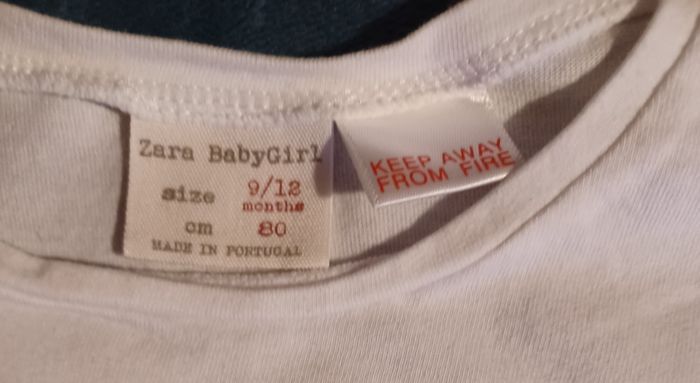 Zara BabyGirl
size 9/12
months
cm 80
MADE IN PORTUGAL
KEEP AWAY
FROM FIRE